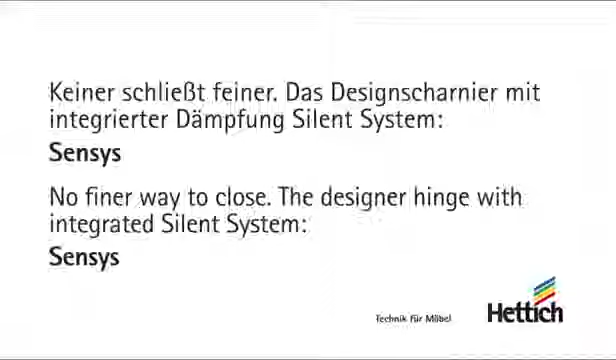 Keiner schließt feiner. Das Designscharnier mit
integrierter Dämpfung Silent System:
Sensys
No finer way to close. The designer hinge with
integrated Silent System:
Sensys
Technik für Möbel
Hettich